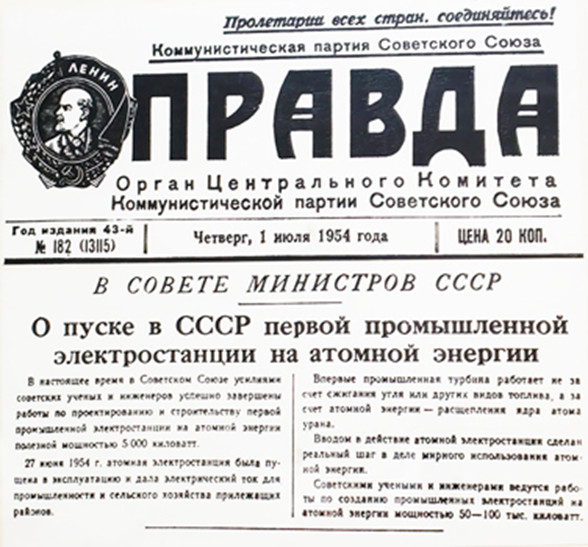 Пролетарии всех стран, соединяйтесь!
Коммунистическая партия Советского Союза
ЛЕНИН
ПРАВДА
Орган Центрального Комитета
Коммунистической партии Советского Союза
Год издания 43-й
№ 182 (13115)
Четверг, 1 июля 1954 года
ЦЕНА 20 КОП.
В СОВЕТЕ МИНИСТРОВ СССР
О пуске в СССР первой промышленной
электростанции на атомной энергии
В настоящее время в Советском Союзе усилиями
советских ученых и инженеров успешно завершены
работы по проектированию и строительству первой
промышленной электростанции на атомной энергии
полезной мощностью 5 000 киловатт.
27 июня 1954 г. атомная электростанция была пу-
щена в эксплуатацию и дала электрический ток для
промышленности и сельского хозяйства прилежащих
районов.
Впервые промышленная турбина работает не за
счет сжигания угля или других видов топлива, а за
счет атомной энергии — расщепления ядра атома
урана.
Вводом в действие атомной электростанции сделан
реальный шаг в деле мирного использования атом-
ной энергии.
Советскими учеными и инженерами ведутся рабо-
ты по созданию промышленных электростанций на
атомной энергии мощностью 50—100 тыс. киловатт.